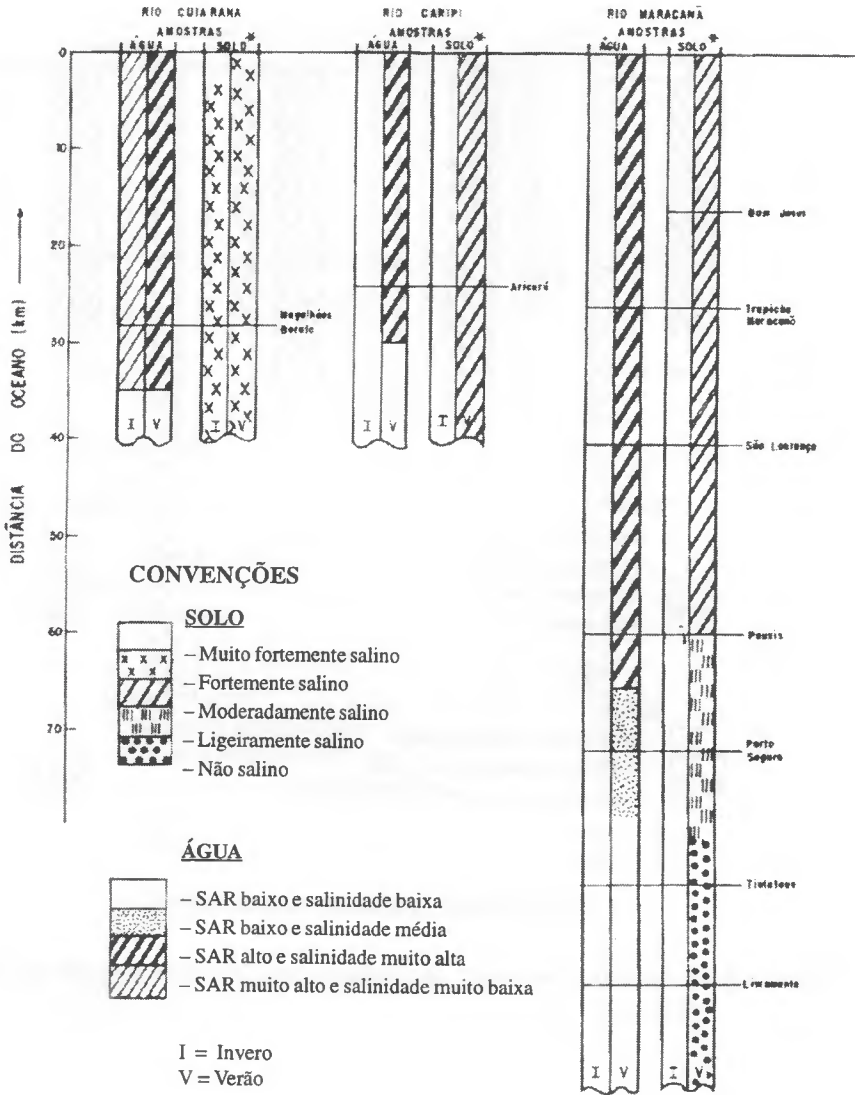 RIO CUIARANA
AMOSTRAS
ÁGUA SOLO *
RIO CARIPI
AMOSTRAS
ÁGUA SOLO *
RIO MARACANÃ
AMOSTRAS
ÁGUA SOLO *
0
10
20
30
40
50
60
70
DISTÂNCIA DO OCEANO (km)
Magalhães
Barata
Bom Jesus
Trapiche
Maracanã
São Lourenço
Porto
Seguro
Livramento
I V
I V
I V
I V
I V
I V
CONVENÇÕES
SOLO
– Muito fortemente salino
– Fortemente salino
– Moderadamente salino
– Ligeiramente salino
– Não salino
ÁGUA
– SAR baixo e salinidade baixa
– SAR baixo e salinidade média
– SAR alto e salinidade muito alta
– SAR muito alto e salinidade muito baixa
I = Invero
V = Verão